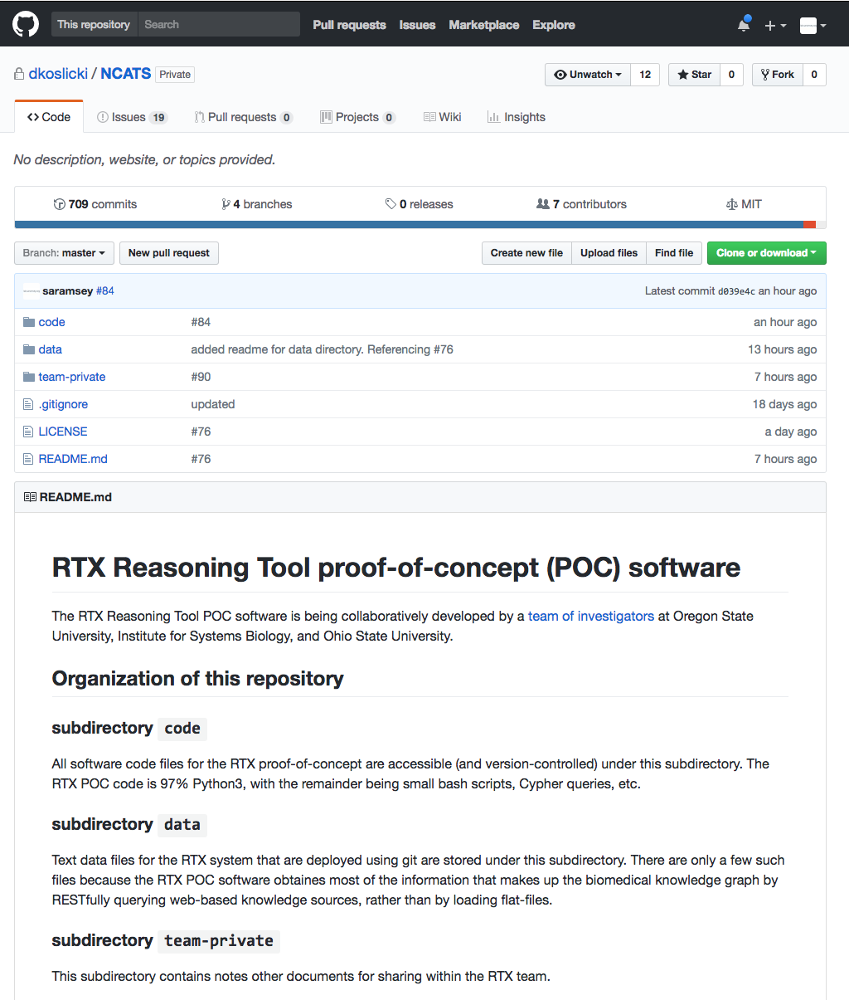 This repository Search Pull requests Issues Marketplace Explore
dkoslicki / NCATS Private Unwatch 12 Star 0 Fork 0
Code Issues 19 Pull requests 0 Projects 0 Wiki Insights
No description, website, or topics provided.
709 commits 4 branches 0 releases 7 contributors MIT
Branch: master New pull request Create new file Upload files Find file Clone or download
saramsey #84 Latest commit d039e4c an hour ago
code #84 an hour ago
data added readme for data directory. Referencing #76 13 hours ago
team-private #90 7 hours ago
.gitignore updated 18 days ago
LICENSE #76 a day ago
README.md #76 7 hours ago
README.md
RTX Reasoning Tool proof-of-concept (POC) software
The RTX Reasoning Tool POC software is being collaboratively developed by a team of investigators at Oregon State
University, Institute for Systems Biology, and Ohio State University.
Organization of this repository
subdirectory code
All software code files for the RTX proof-of-concept are accessible (and version-controlled) under this subdirectory. The
RTX POC code is 97% Python3, with the remainder being small bash scripts, Cypher queries, etc.
subdirectory data
Text data files for the RTX system that are deployed using git are stored under this subdirectory. There are only a few such
files because the RTX POC software obtaines most of the information that makes up the biomedical knowledge graph by
RESTfully querying web-based knowledge sources, rather than by loading flat-files.
subdirectory team-private
This subdirectory contains notes other documents for sharing within the RTX team.